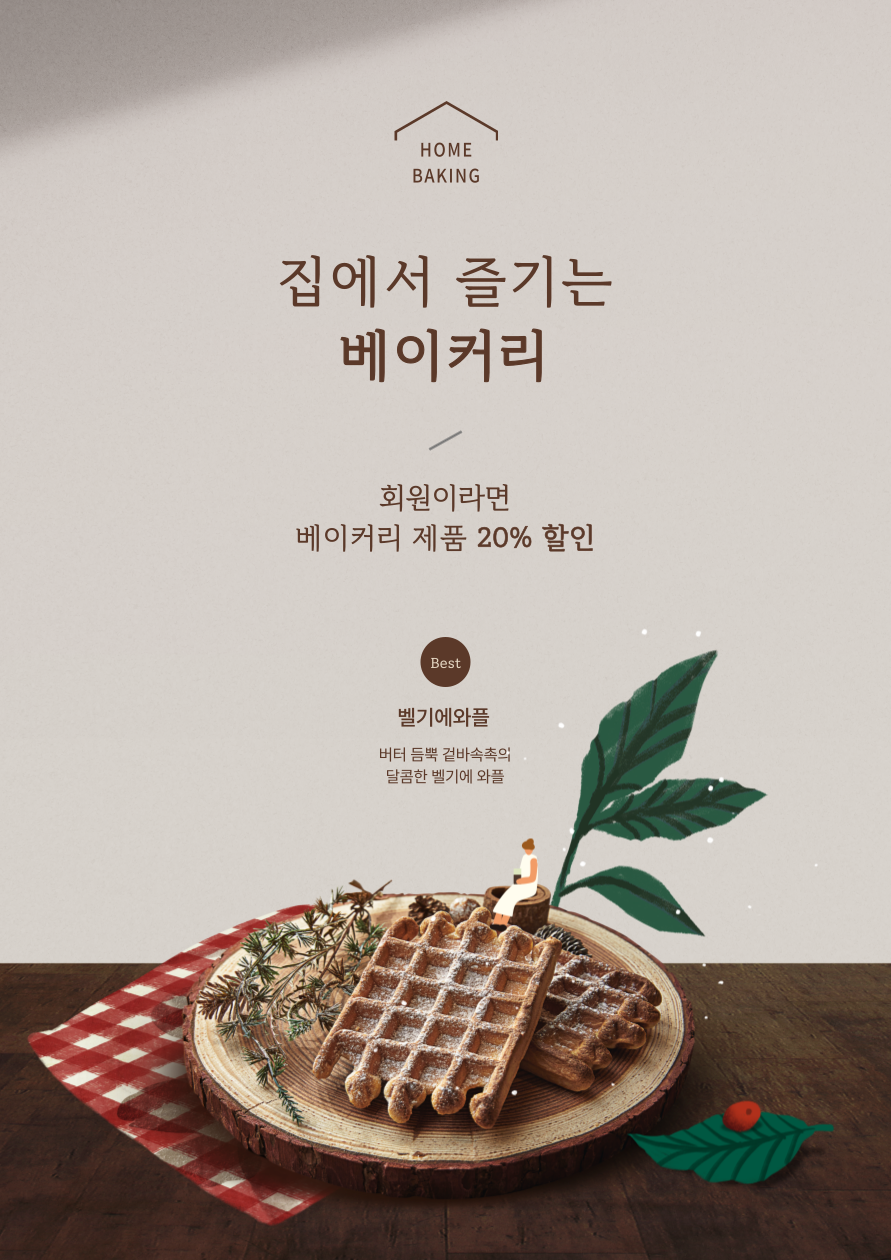 HOME
BAKING
집에서 즐기는
베이커리
회원이라면
베이커리 제품 20% 할인
Best
벨기에와플
버터 듬뿍 겉바속촉의
달콤한 벨기에 와플